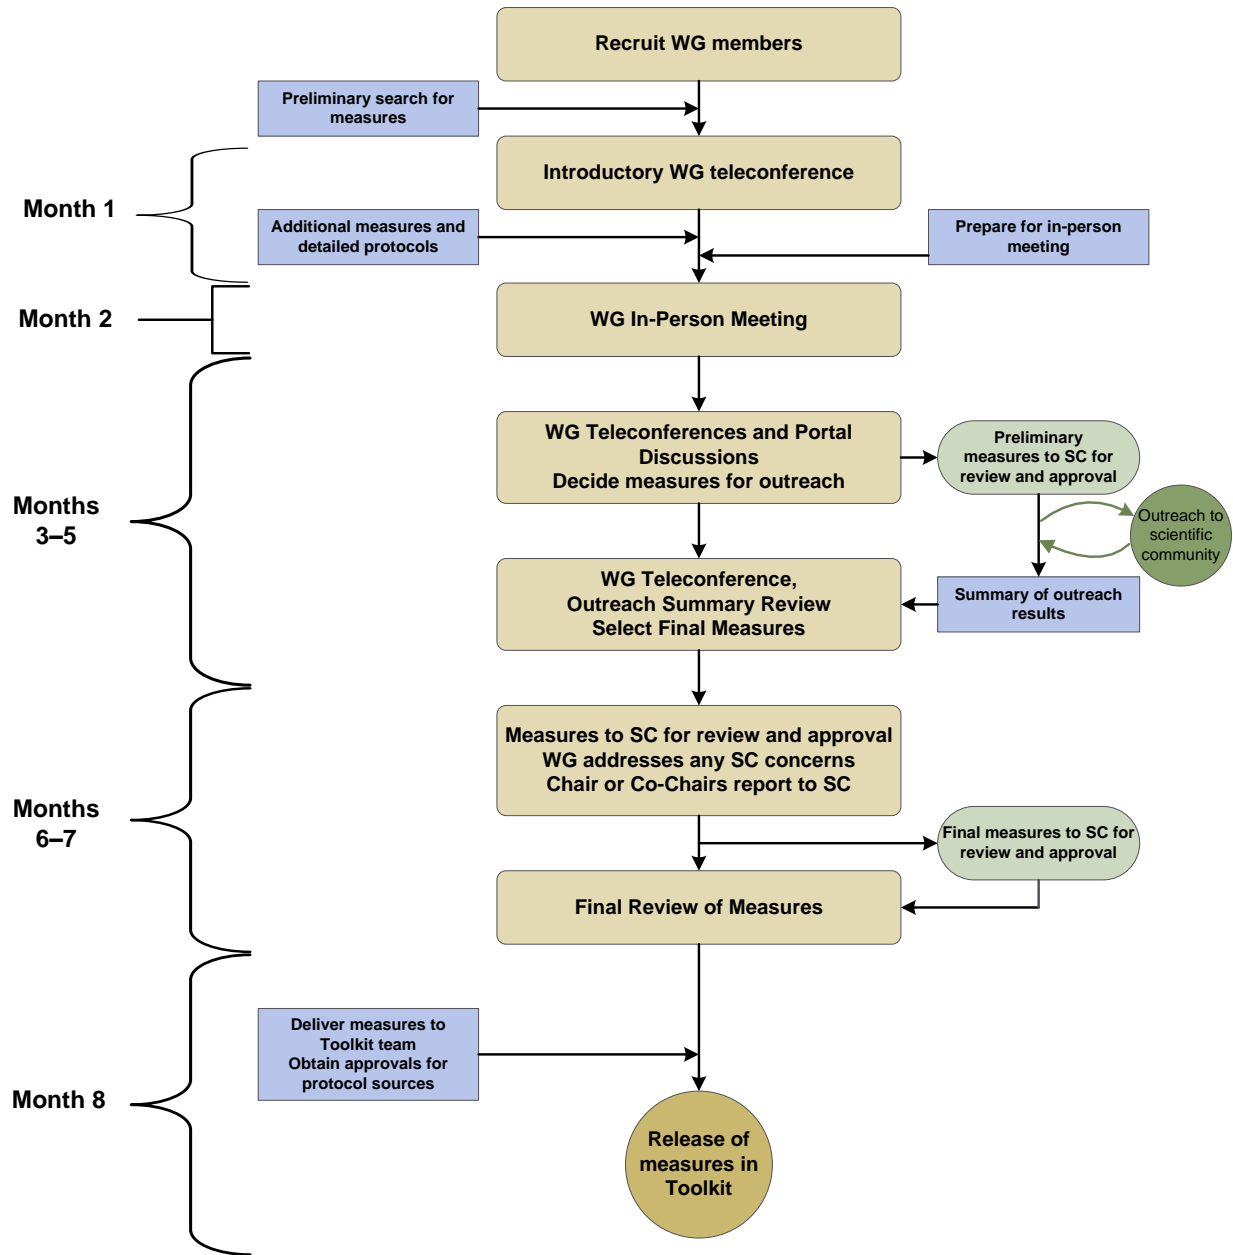 Recruit WG members
Preliminary search for
measures
Introductory WG teleconference
Month 1
Additional measures and
detailed protocols
Prepare for in-person
meeting
Month 2
WG In-Person Meeting
WG Teleconferences and Portal
Discussions
Decide measures for outreach
Preliminary
measures to SC for
review and approval
Outreach to
scientific
community
Months
3–5
WG Teleconference,
Outreach Summary Review
Select Final Measures
Summary of outreach
results
Measures to SC for review and approval
WG addresses any SC concerns
Chair or Co-Chairs report to SC
Months
6–7
Final measures to SC for
review and approval
Final Review of Measures
Deliver measures to
Toolkit team
Obtain approvals for
protocol sources
Month 8
Release of
measures in
Toolkit